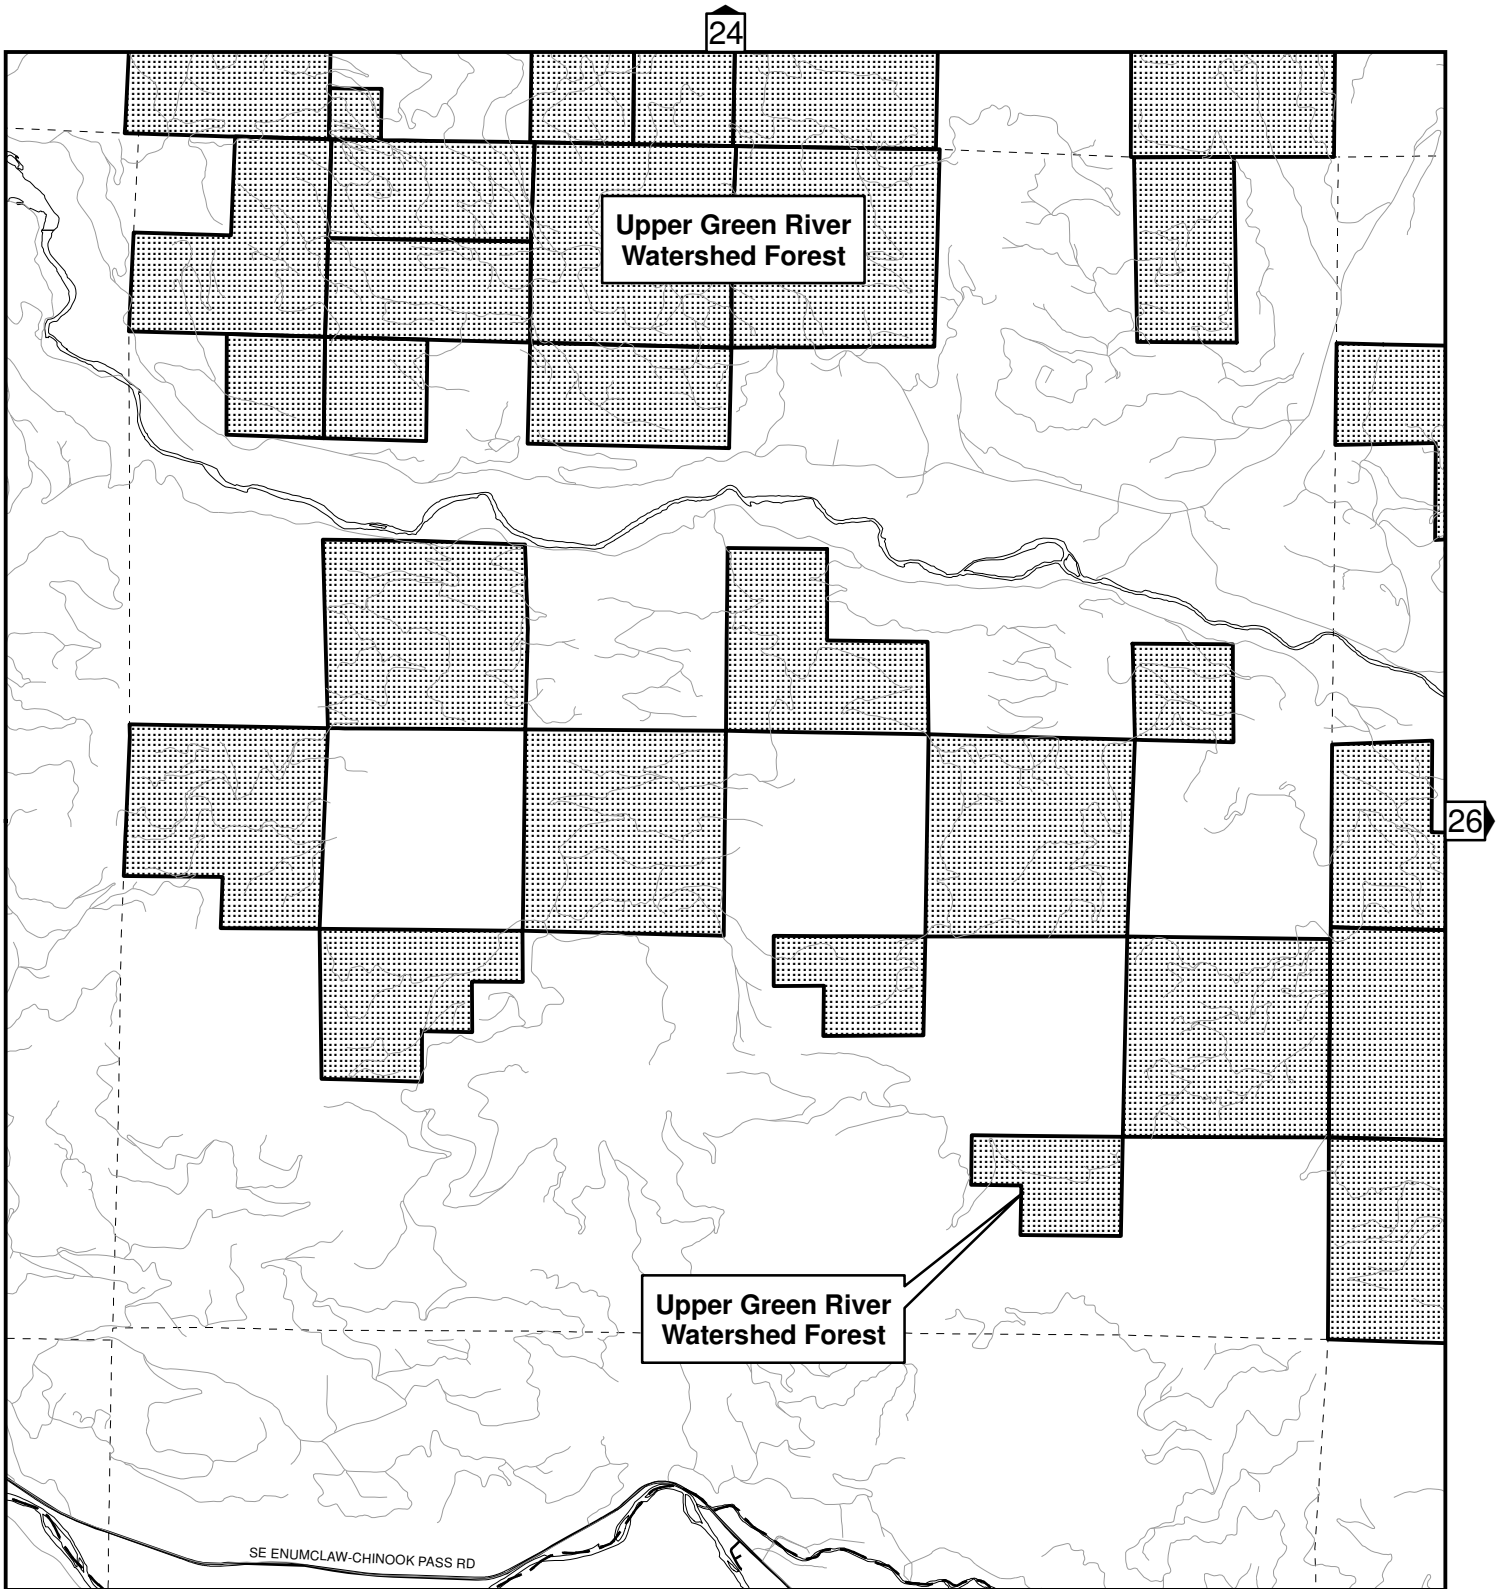 24
Upper Green River
Watershed Forest
26
Upper Green River
Watershed Forest
SE ENUMCLAW-CHINOOK PASS RD